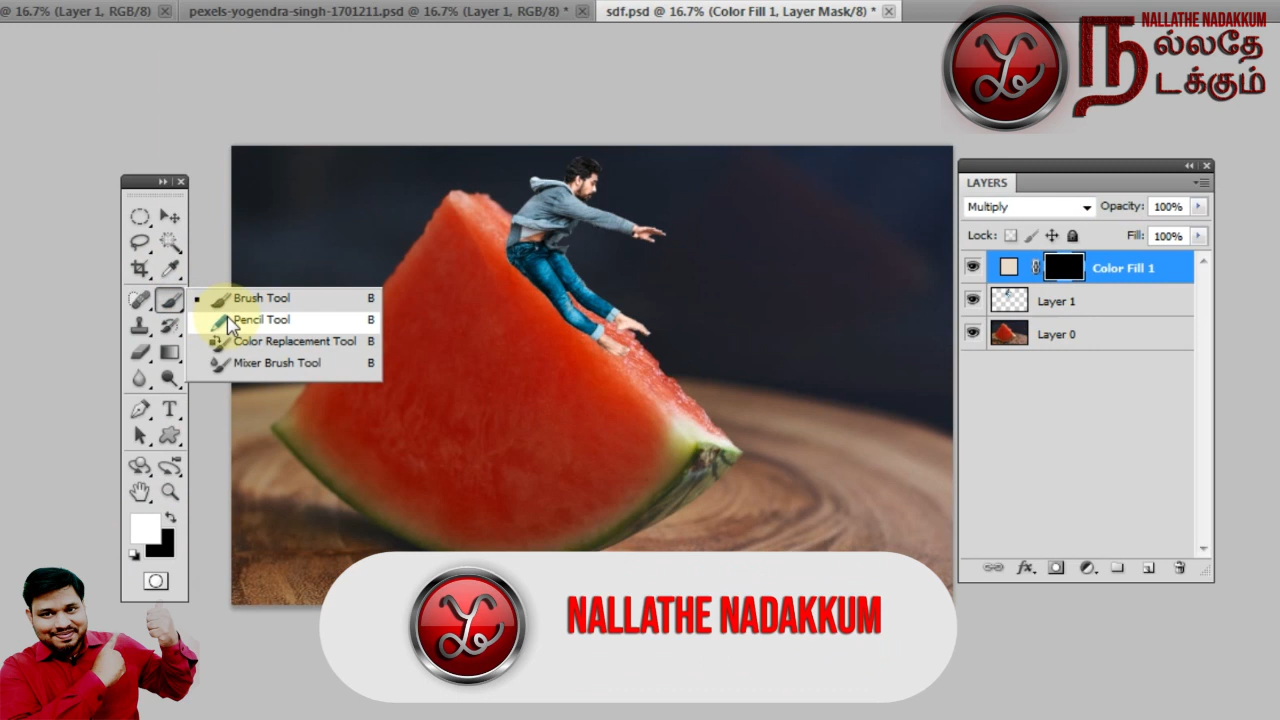 @ 16.7% (Layer 1, RGB/8)
pexels-yogendra-singh-1701211.psd @ 16.7% (Layer 1, RGB/8) *
sdf.psd @ 16.7% (Color Fill 1, Layer Mask/8) *
NALLATHE NADAKKUM
நல்லதே
நடக்கும்
LAYERS
Multiply
Opacity: 100%
Lock:
Fill: 100%
Color Fill 1
Layer 1
Layer 0
Brush Tool B
Pencil Tool B
Color Replacement Tool B
Mixer Brush Tool B
NALLATHE NADAKKUM